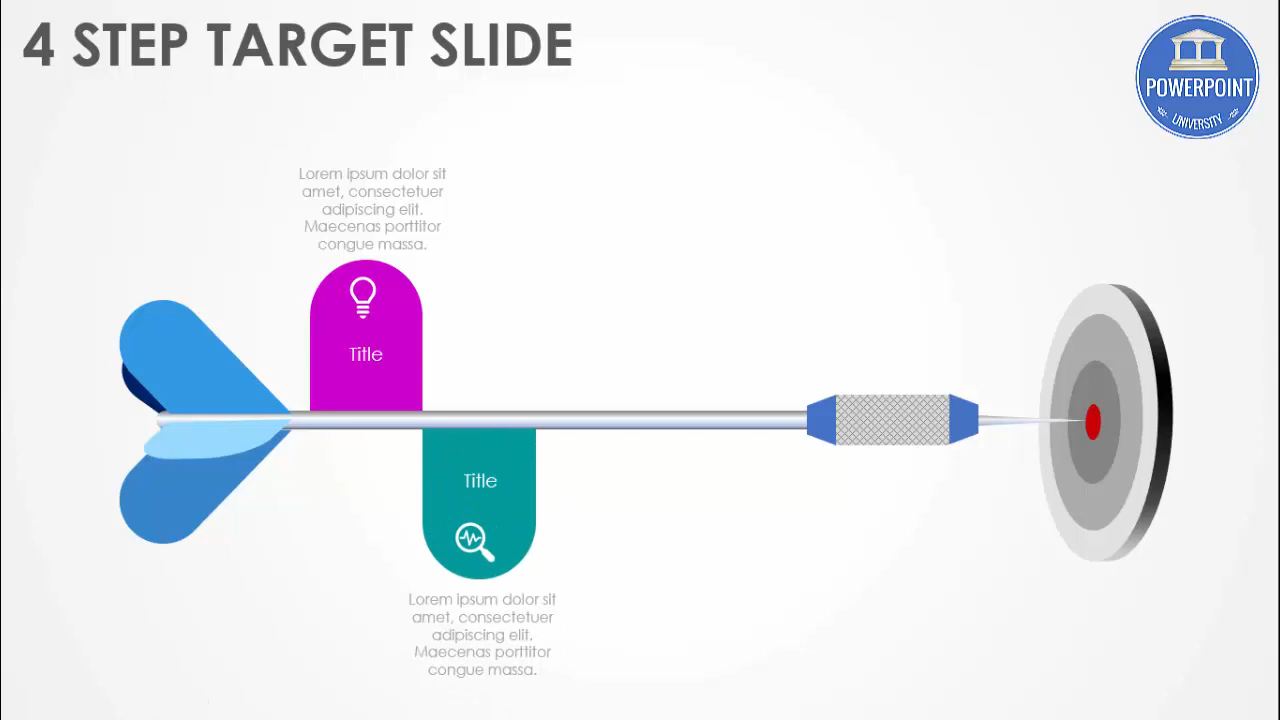 4 STEP TARGET SLIDE
POWERPOINT
UNIVERSITY
Lorem ipsum dolor sit
amet, consectetuer
adipiscing elit.
Maecenas porttitor
congue massa.
Title
Title
Lorem ipsum dolor sit
amet, consectetuer
adipiscing elit.
Maecenas porttitor
congue massa.